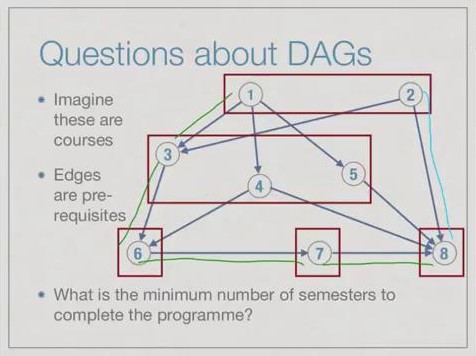 Questions about DAGs
• Imagine
these are
courses
• Edges
are pre-
requisites
1
2
3
4
5
6
7
8
• What is the minimum number of semesters to
complete the programme?